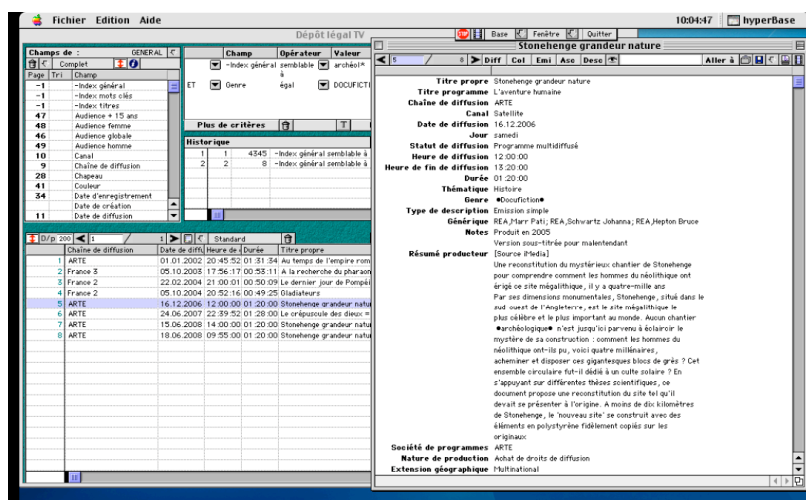 Fichier Edition Aide
10:04:47 hyperBase
Dépôt légal TV
Base Fenêtre Quitter
Champs de : GENERAL
Complet
Page Tri Champ
-1 -Index général
-1 -Index mots clés
-1 -Index titres
47 Audience + 15 ans
48 Audience femme
46 Audience globale
49 Audience homme
10 Canal
9 Chaîne de diffusion
28 Chapeau
41 Couleur
34 Date d'enregistrement
Date de création
11 Date de diffusion
Champ Opérateur Valeur
-Index général semblable à archéol*
ET Genre égal DOCUFICTI
Plus de critères T
Historique
1 1 4345 -Index général semblable à
2 2 8 -Index général semblable à
D/p 200 1 / 1 Standard
Chaîne de diffusion Date de diffu Heure de d Durée Titre propre
1 ARTE 01.01.2002 20:45:52 01:31:34 Au temps de l'empire rom
2 France 3 05.10.2003 17:56:17 00:53:11 A la recherche du pharaon
3 France 2 22.02.2004 21:00:01 00:50:09 Le dernier jour de Pompéi
4 France 2 05.10.2004 20:52:16 00:49:25 Gladiateurs
5 ARTE 16.12.2006 12:00:00 01:20:00 Stonehenge grandeur natu
6 ARTE 24.06.2007 22:39:52 01:28:00 Le crépuscule des dieux =
7 ARTE 15.06.2008 14:00:00 01:20:00 Stonehenge grandeur natu
8 ARTE 18.06.2008 09:55:00 01:20:00 Stonehenge grandeur natu
Stonehenge grandeur nature
5 / 8 Diff Col Emi Asc Desc Aller à
Titre propre Stonehenge grandeur nature
Titre programme L'aventure humaine
Chaîne de diffusion ARTE
Canal Satellite
Date de diffusion 16.12.2006
Jour samedi
Statut de diffusion Programme multidiffusé
Heure de diffusion 12:00:00
Heure de fin de diffusion 13:20:00
Durée 01:20:00
Thématique Histoire
Genre •Docufiction•
Type de description Emission simple
Générique REA,Marr Pati; REA,Schwartz Johanna; REA,Hepton Bruce
Notes Produit en 2005
Version sous-titrée pour malentendant
Résumé producteur [Source iMedia]
Une reconstitution du mystérieux chantier de Stonehenge
pour comprendre comment les hommes du néolithique ont
érigé ce site mégalithique, il y a quatre-mille ans
Par ses dimensions monumentales, Stonehenge, situé dans le
sud ouest de l'Angleterre, est le site mégalithique le
plus célèbre et le plus important au monde. Aucun chantier
•archéologique• n'est jusqu'ici parvenu à éclaircir le
mystère de sa construction : comment les hommes du
néolithique ont-ils pu, voici quatre millénaires,
acheminer et disposer ces gigantesques blocs de grès ? Cet
ensemble circulaire fut-il dédié à un culte solaire ? En
s'appuyant sur différentes thèses scientifiques, ce
document propose une reconstitution du site tel qu'il
devait se présenter à l'origine. A moins de dix kilomètres
de Stonehenge, le 'nouveau site' se construit avec des
éléments en polystyrène fidèlement copiés sur les
originaux
Société de programmes ARTE
Nature de production Achat de droits de diffusion
Extension géographique Multinational